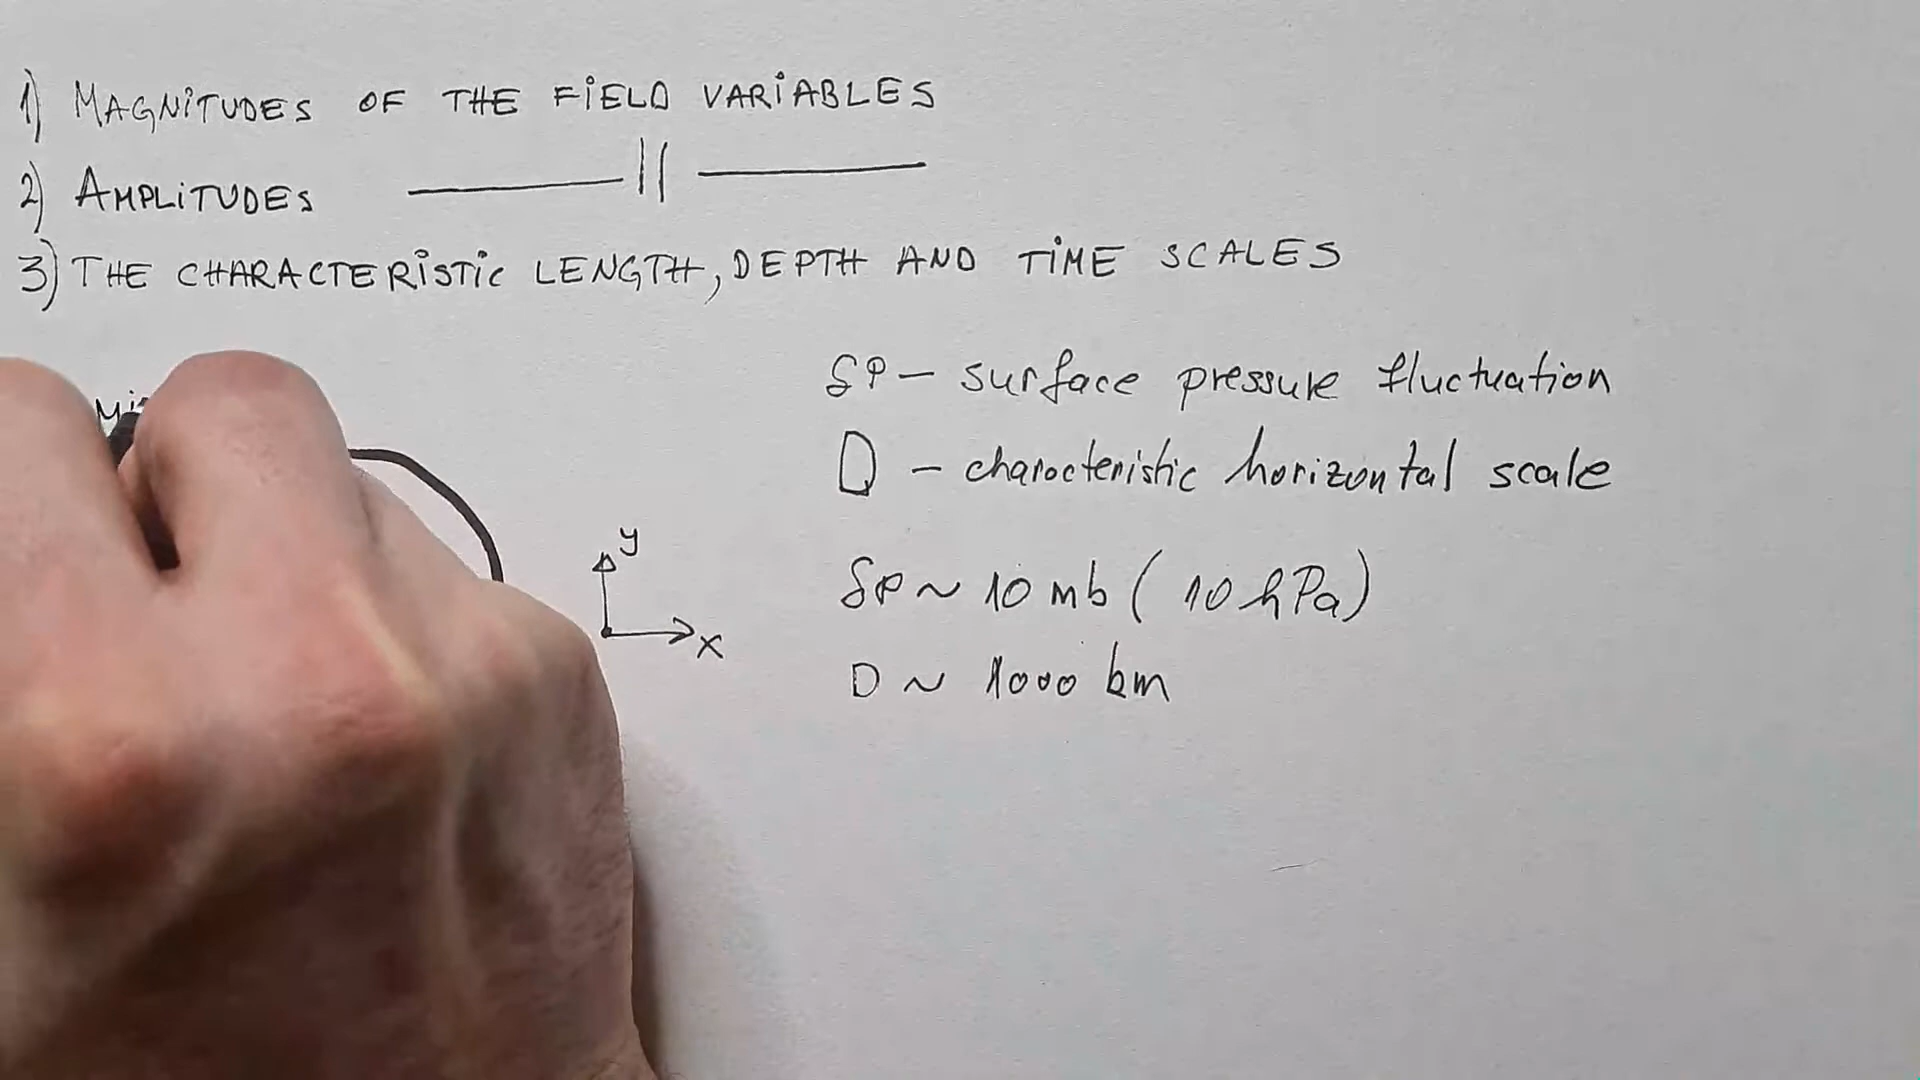 1) MAGNITUDES OF THE FIELD VARIABLES
2) AMPLITUDES —— || ——
3) THE CHARACTERISTIC LENGTH, DEPTH AND TIME SCALES
δP – surface pressure fluctuation
D – characteristic horizontal scale
y
x
δP ~ 10 mb ( 10 hPa)
D ~ 1000 km